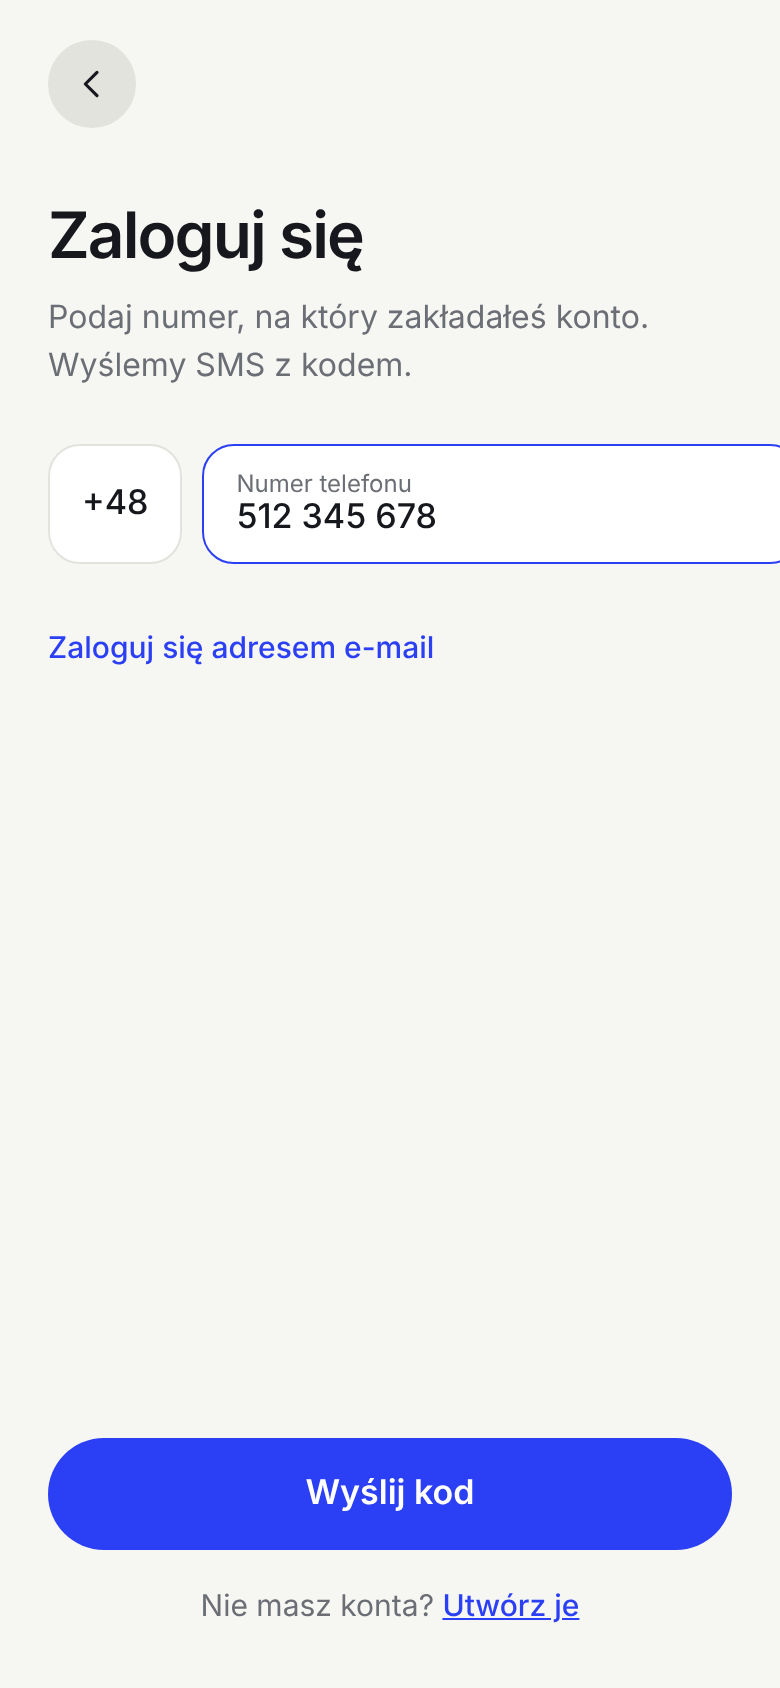 Zaloguj się
Podaj numer, na który zakładałeś konto.
Wyślemy SMS z kodem.
+48
Numer telefonu
512 345 678
Zaloguj się adresem e-mail
Wyślij kod
Nie masz konta? Utwórz je